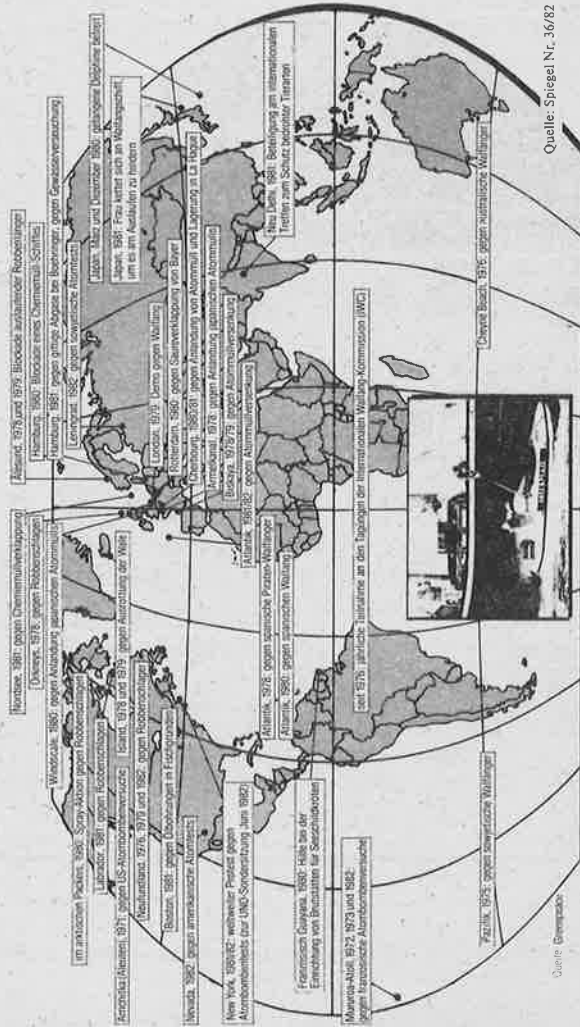 im arktischen Packeis, 1980: Spray-Aktion gegen Robbenschlagen
Labrador, 1981: gegen Robbenschlagen
Amchitka (Aleuten), 1971: gegen US-Atombombenversuche
Neufundland, 1976, 1979 und 1982: gegen Robbenschläger
Boston, 1981: gegen Ölbohrungen in Fischgründen
Nevada, 1982: gegen amerikanische Atomtests
New York, 1981/82: weltweiter Protest gegen
Atombombentests (zur UNO-Sondersitzung Juni 1982)
Französisch Guayana, 1980: Hilfe bei der
Einrichtung von Brutstätten für Seeschildkröten
Mururoa-Atoll, 1972, 1973 und 1982:
gegen französische Atombombenversuche
Pazifik, 1975: gegen sowjetische Walfänger
Nordsee, 1981: gegen Chemiemüllverklappung
Orkneys, 1978: gegen Robbenschlagen
Windscale, 1980: gegen Anlandung japanischen Atommülls
Island, 1978 und 1979: gegen Ausrottung der Wale
Alesund, 1978 und 1979: Blockade auslaufender Robbenfänger
Hamburg, 1980: Blockade eines Chemiemüll-Schiffes
Hamburg, 1981: gegen giftige Abgase bei Boehringer, gegen Gewässerverseuchung
Leningrad, 1982: gegen sowjetische Atomtests
London, 1979: Demo gegen Walfang
Rotterdam, 1980: gegen Säureverklappung von Bayer
Cherbourg, 1980/81: gegen Anlandung von Atommüll und Lagerung in La Hague
Ärmelkanal, 1978: gegen Anlandung japanischen Atommülls
Biskaya, 1978/79: gegen Atommüllversenkung
Atlantik, 1981/82: gegen Atommüllversenkung
Atlantik, 1978: gegen spanische Piraten-Walfänger
Atlantik, 1980: gegen spanischen Walfang
seit 1976: jährliche Teilnahme an den Tagungen der Internationalen Walfang-Kommission (IWC)
Japan, März und Dezember 1980: gefangene Delphine befreit
Japan, 1981: Frau kettet sich an Walfangschiff,
um es am Auslaufen zu hindern
Neu Delhi, 1981: Beteiligung am internationalen
Treffen zum Schutz bedrohter Tierarten
Cheyne Beach, 1976: gegen australische Walfänger
Quelle: Greenpeace
Quelle: Spiegel Nr. 36/82